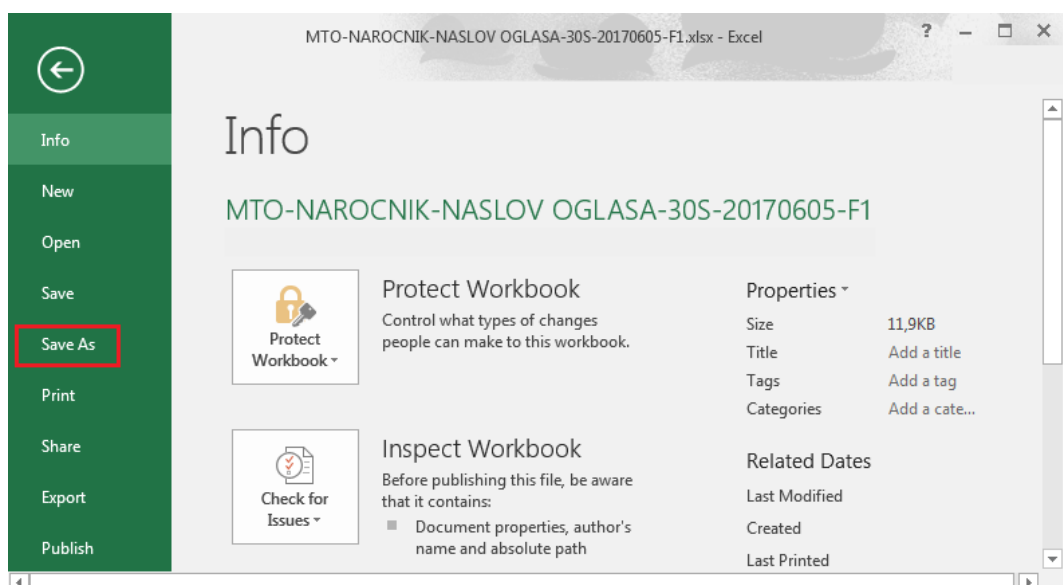 MTO-NAROCNIK-NASLOV OGLASA-30S-20170605-F1.xlsx - Excel
?
Info
New
Open
Save
Save As
Print
Share
Export
Publish
Info
MTO-NAROCNIK-NASLOV OGLASA-30S-20170605-F1
Protect
Workbook
Protect Workbook
Control what types of changes
people can make to this workbook.
Check for
Issues
Inspect Workbook
Before publishing this file, be aware
that it contains:
Document properties, author's
name and absolute path
Properties
Size 11,9KB
Title Add a title
Tags Add a tag
Categories Add a cate...
Related Dates
Last Modified
Created
Last Printed